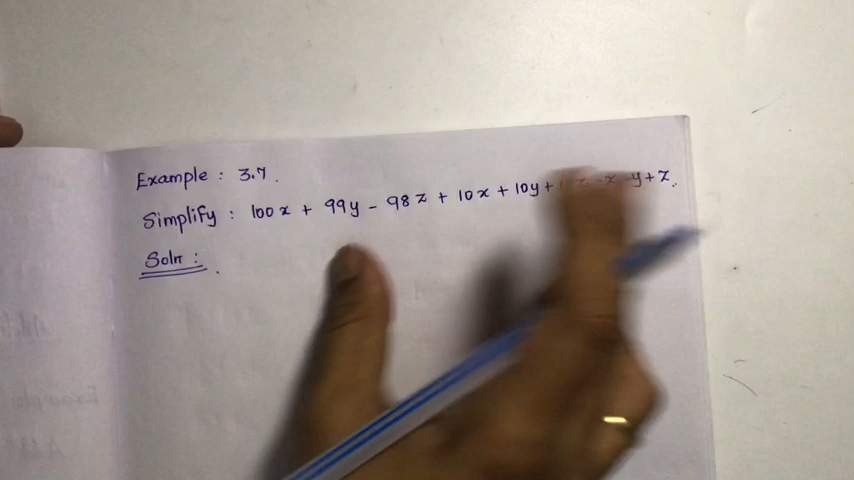 Example : 3.7.
Simplify : 100x + 99y - 98z + 10x + 10y + - x - y + z.
Soln :